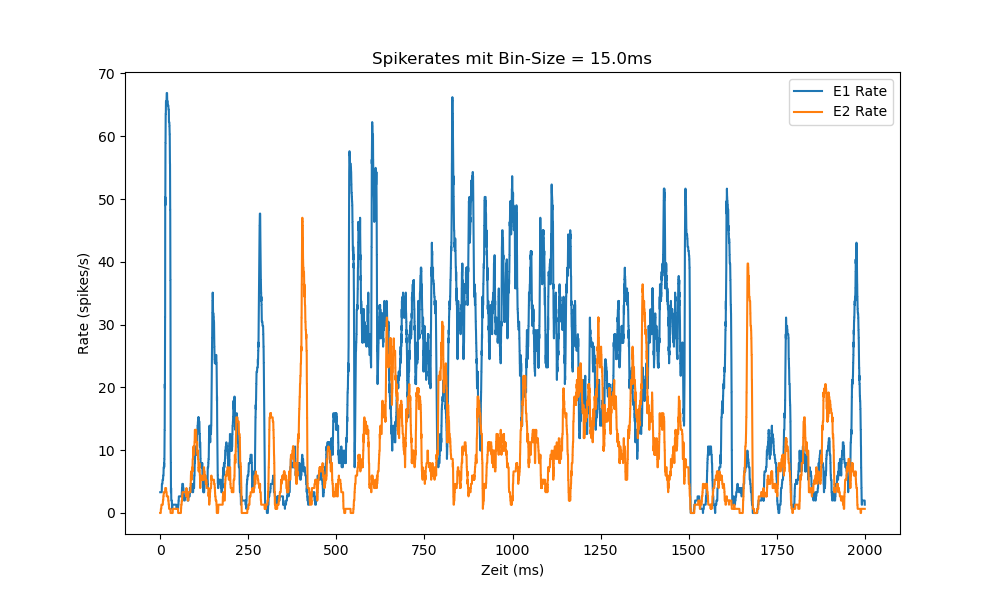 Spikerates mit Bin-Size = 15.0ms
E1 Rate
E2 Rate
70
60
50
40
30
20
10
0
Rate (spikes/s)
0 250 500 750 1000 1250 1500 1750 2000
Zeit (ms)